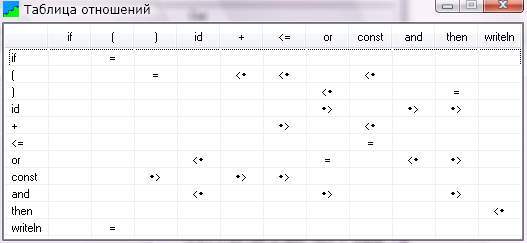 Таблица отношений
if ( ) id + <= or const and then writeln
if =
( = <• <• <•
) <• =
id •> •> •>
+ •> <•
<= =
or <• = <• •>
const •> •> •>
and <• •> •>
then <•
writeln =